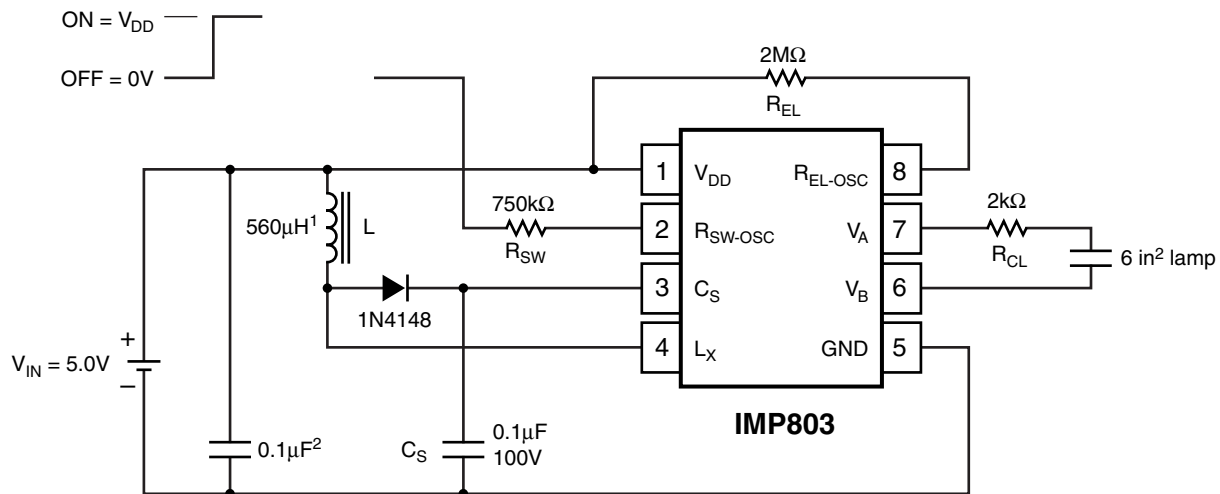 ON = V_DD
OFF = 0V
2MΩ
R_EL
1 V_DD
R_EL-OSC 8
750kΩ
R_SW
2 R_SW-OSC
V_A 7
2kΩ
R_CL
560μH¹
L
6 in² lamp
3 C_S
V_B 6
1N4148
4 L_X
GND 5
+
V_IN = 5.0V
–
IMP803
0.1μF²
C_S
0.1μF
100V